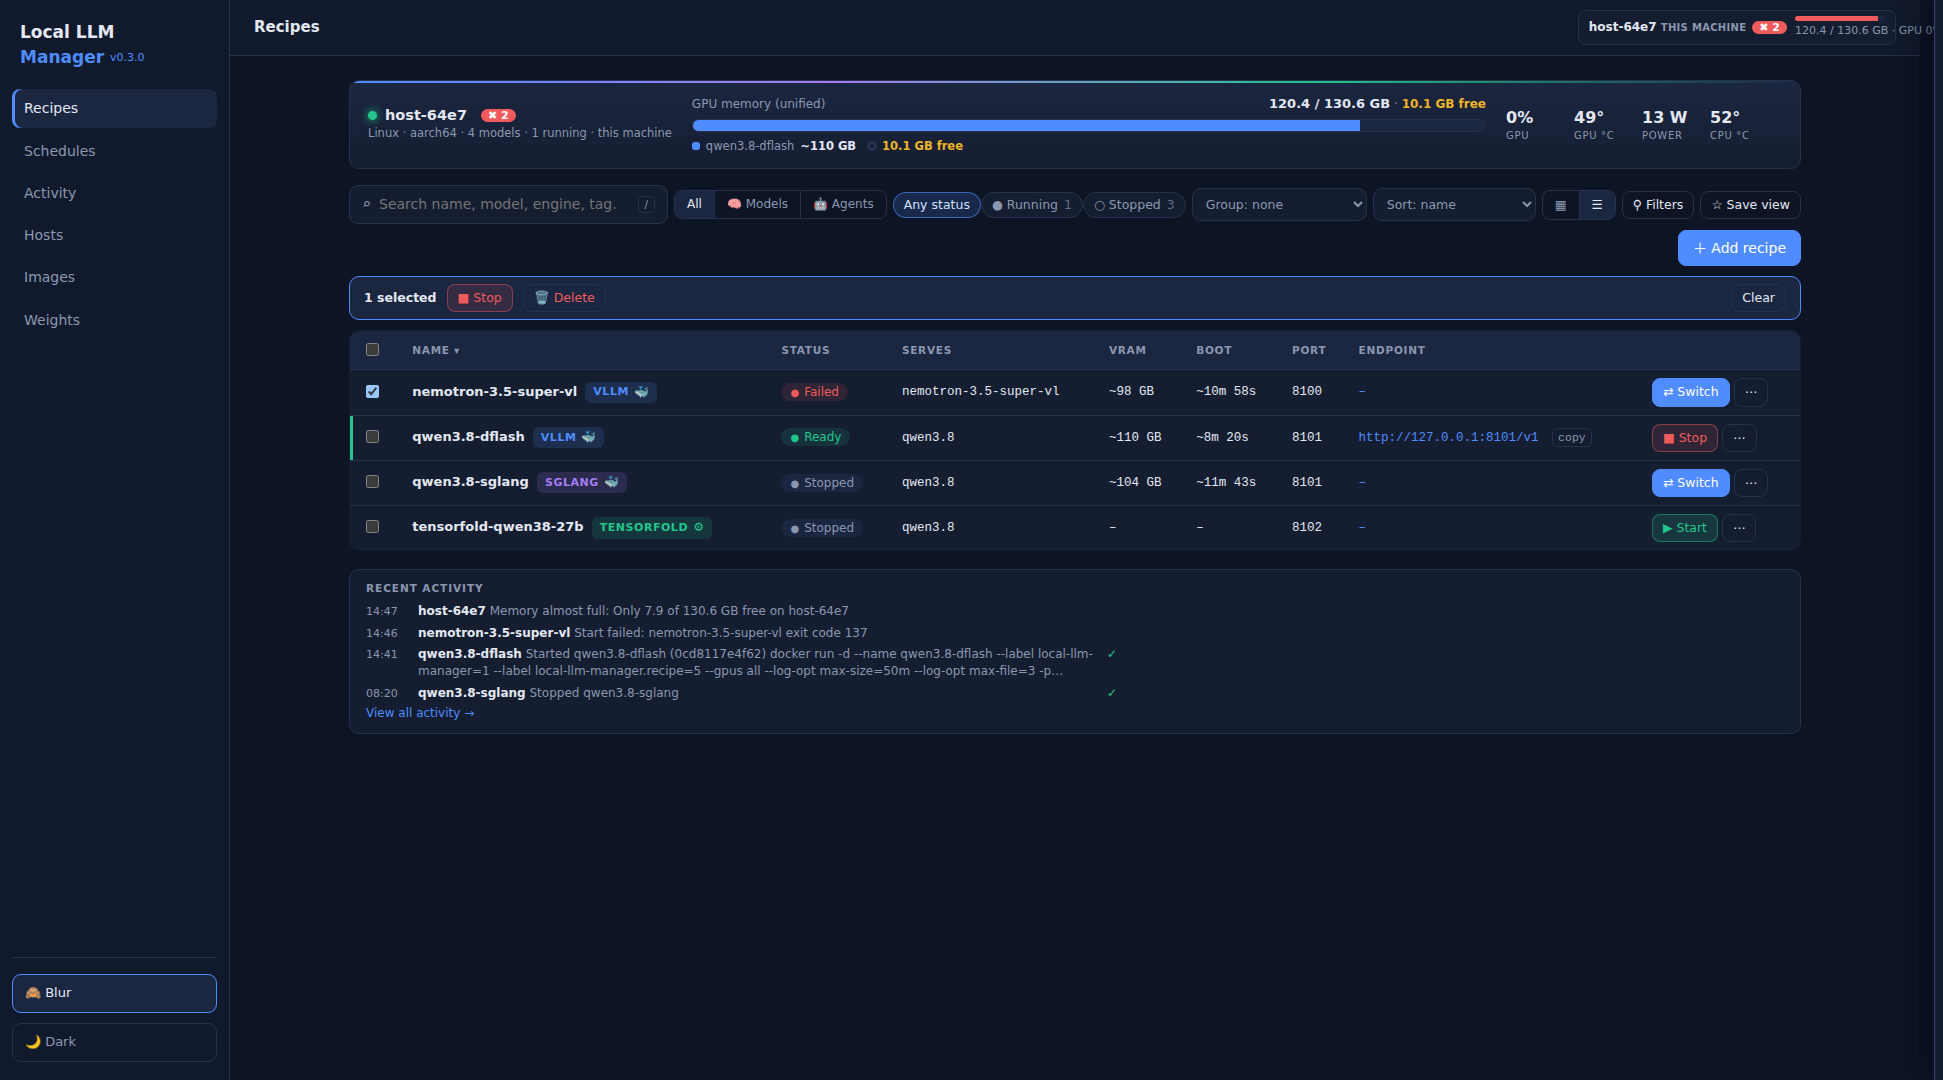 Local LLM
Manager v0.3.0
Recipes
Schedules
Activity
Hosts
Images
Weights
🙈 Blur
🌙 Dark
Recipes
host-64e7 THIS MACHINE ✖ 2
120.4 / 130.6 GB · GPU 0%
host-64e7 ✖ 2
Linux · aarch64 · 4 models · 1 running · this machine
GPU memory (unified) 120.4 / 130.6 GB · 10.1 GB free
qwen3.8-dflash ~110 GB 10.1 GB free
0% 49° 13 W 52°
GPU GPU °C POWER CPU °C
Search name, model, engine, tag. / All 🧠 Models 🤖 Agents Any status ● Running 1 ○ Stopped 3 Group: none Sort: name ▦ ☰ Filters ☆ Save view
+ Add recipe
1 selected ■ Stop 🗑 Delete Clear
NAME ▾ STATUS SERVES VRAM BOOT PORT ENDPOINT
nemotron-3.5-super-vl VLLM 🐳 ● Failed nemotron-3.5-super-vl ~98 GB ~10m 58s 8100 – ⇄ Switch ⋯
qwen3.8-dflash VLLM 🐳 ● Ready qwen3.8 ~110 GB ~8m 20s 8101 http://127.0.0.1:8101/v1 copy ■ Stop ⋯
qwen3.8-sglang SGLANG 🐳 ● Stopped qwen3.8 ~104 GB ~11m 43s 8101 – ⇄ Switch ⋯
tensorfold-qwen38-27b TENSORFOLD ⚙ ● Stopped qwen3.8 – – 8102 – ▶ Start ⋯
RECENT ACTIVITY
14:47 host-64e7 Memory almost full: Only 7.9 of 130.6 GB free on host-64e7
14:46 nemotron-3.5-super-vl Start failed: nemotron-3.5-super-vl exit code 137
14:41 qwen3.8-dflash Started qwen3.8-dflash (0cd8117e4f62) docker run -d --name qwen3.8-dflash --label local-llm- ✓
manager=1 --label local-llm-manager.recipe=5 --gpus all --log-opt max-size=50m --log-opt max-file=3 -p…
08:20 qwen3.8-sglang Stopped qwen3.8-sglang ✓
View all activity →